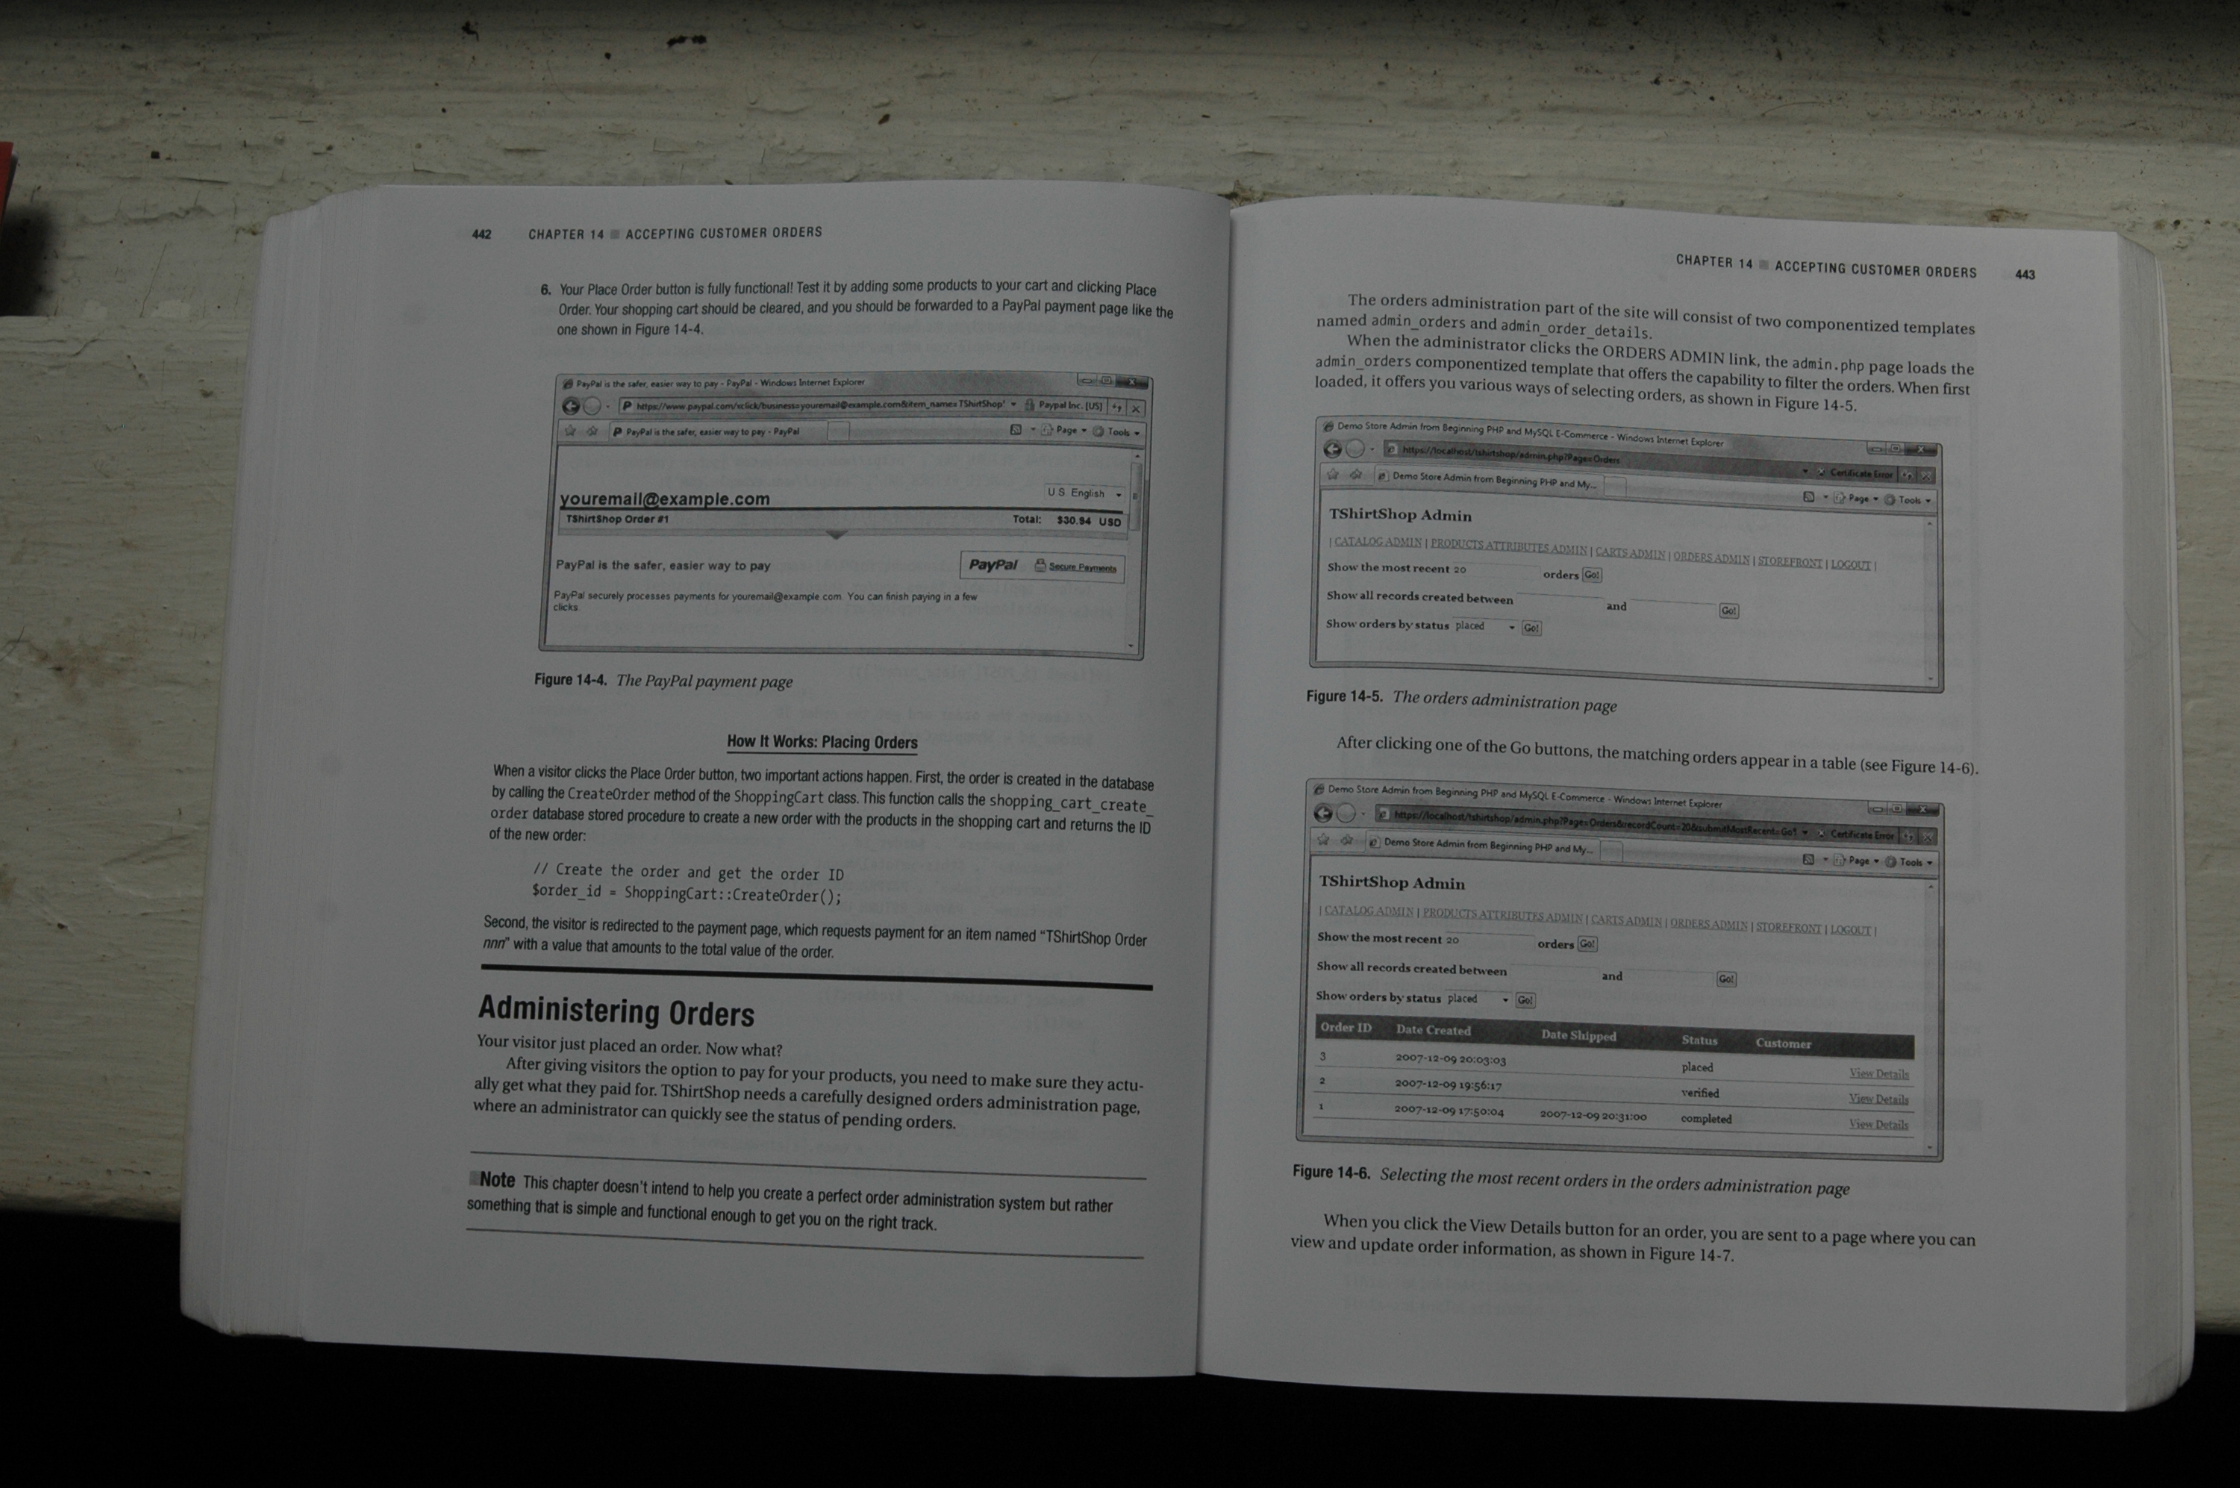 442 CHAPTER 14 ■ ACCEPTING CUSTOMER ORDERS
6. Your Place Order button is fully functional! Test it by adding some products to your cart and clicking Place
Order. Your shopping cart should be cleared, and you should be forwarded to a PayPal payment page like the
one shown in Figure 14-4.
PayPal is the safer, easier way to pay - PayPal - Windows Internet Explorer
https://www.paypal.com/xclick/business=youremail@example.com&item_name=TShirtShop' Paypal Inc. [US]
PayPal is the safer, easier way to pay - PayPal Page Tools
youremail@example.com U S English
TShirtShop Order #1 Total: $30.94 USD
PayPal is the safer, easier way to pay PayPal Secure Payments
PayPal securely processes payments for youremail@example.com. You can finish paying in a few
clicks.
Figure 14-4. The PayPal payment page
How It Works: Placing Orders
When a visitor clicks the Place Order button, two important actions happen. First, the order is created in the database
by calling the CreateOrder method of the ShoppingCart class. This function calls the shopping_cart_create_
order database stored procedure to create a new order with the products in the shopping cart and returns the ID
of the new order:
// Create the order and get the order ID
$order_id = ShoppingCart::CreateOrder();
Second, the visitor is redirected to the payment page, which requests payment for an item named “TShirtShop Order
nnn” with a value that amounts to the total value of the order.
Administering Orders
Your visitor just placed an order. Now what?
After giving visitors the option to pay for your products, you need to make sure they actu-
ally get what they paid for. TShirtShop needs a carefully designed orders administration page,
where an administrator can quickly see the status of pending orders.
Note This chapter doesn’t intend to help you create a perfect order administration system but rather
something that is simple and functional enough to get you on the right track.
CHAPTER 14 ■ ACCEPTING CUSTOMER ORDERS 443
The orders administration part of the site will consist of two componentized templates
named admin_orders and admin_order_details.
When the administrator clicks the ORDERS ADMIN link, the admin.php page loads the
admin_orders componentized template that offers the capability to filter the orders. When first
loaded, it offers you various ways of selecting orders, as shown in Figure 14-5.
Demo Store Admin from Beginning PHP and MySQL E-Commerce - Windows Internet Explorer
https://localhost/tshirtshop/admin.php?Page=Orders Certificate Error
Demo Store Admin from Beginning PHP and My... Page Tools
TShirtShop Admin
| CATALOG ADMIN | PRODUCTS ATTRIBUTES ADMIN | CARTS ADMIN | ORDERS ADMIN | STOREFRONT | LOGOUT |
Show the most recent 20 orders Go!
Show all records created between and Go!
Show orders by status placed Go!
Figure 14-5. The orders administration page
After clicking one of the Go buttons, the matching orders appear in a table (see Figure 14-6).
Demo Store Admin from Beginning PHP and MySQL E-Commerce - Windows Internet Explorer
https://localhost/tshirtshop/admin.php?Page=Orders&recordCount=20&submitMostRecent=Go! Certificate Error
Demo Store Admin from Beginning PHP and My... Page Tools
TShirtShop Admin
| CATALOG ADMIN | PRODUCTS ATTRIBUTES ADMIN | CARTS ADMIN | ORDERS ADMIN | STOREFRONT | LOGOUT |
Show the most recent 20 orders Go!
Show all records created between and Go!
Show orders by status placed Go!
Order ID Date Created Date Shipped Status Customer
3 2007-12-09 20:03:03 placed View Details
2 2007-12-09 19:56:17 verified View Details
1 2007-12-09 17:50:04 2007-12-09 20:31:00 completed View Details
Figure 14-6. Selecting the most recent orders in the orders administration page
When you click the View Details button for an order, you are sent to a page where you can
view and update order information, as shown in Figure 14-7.